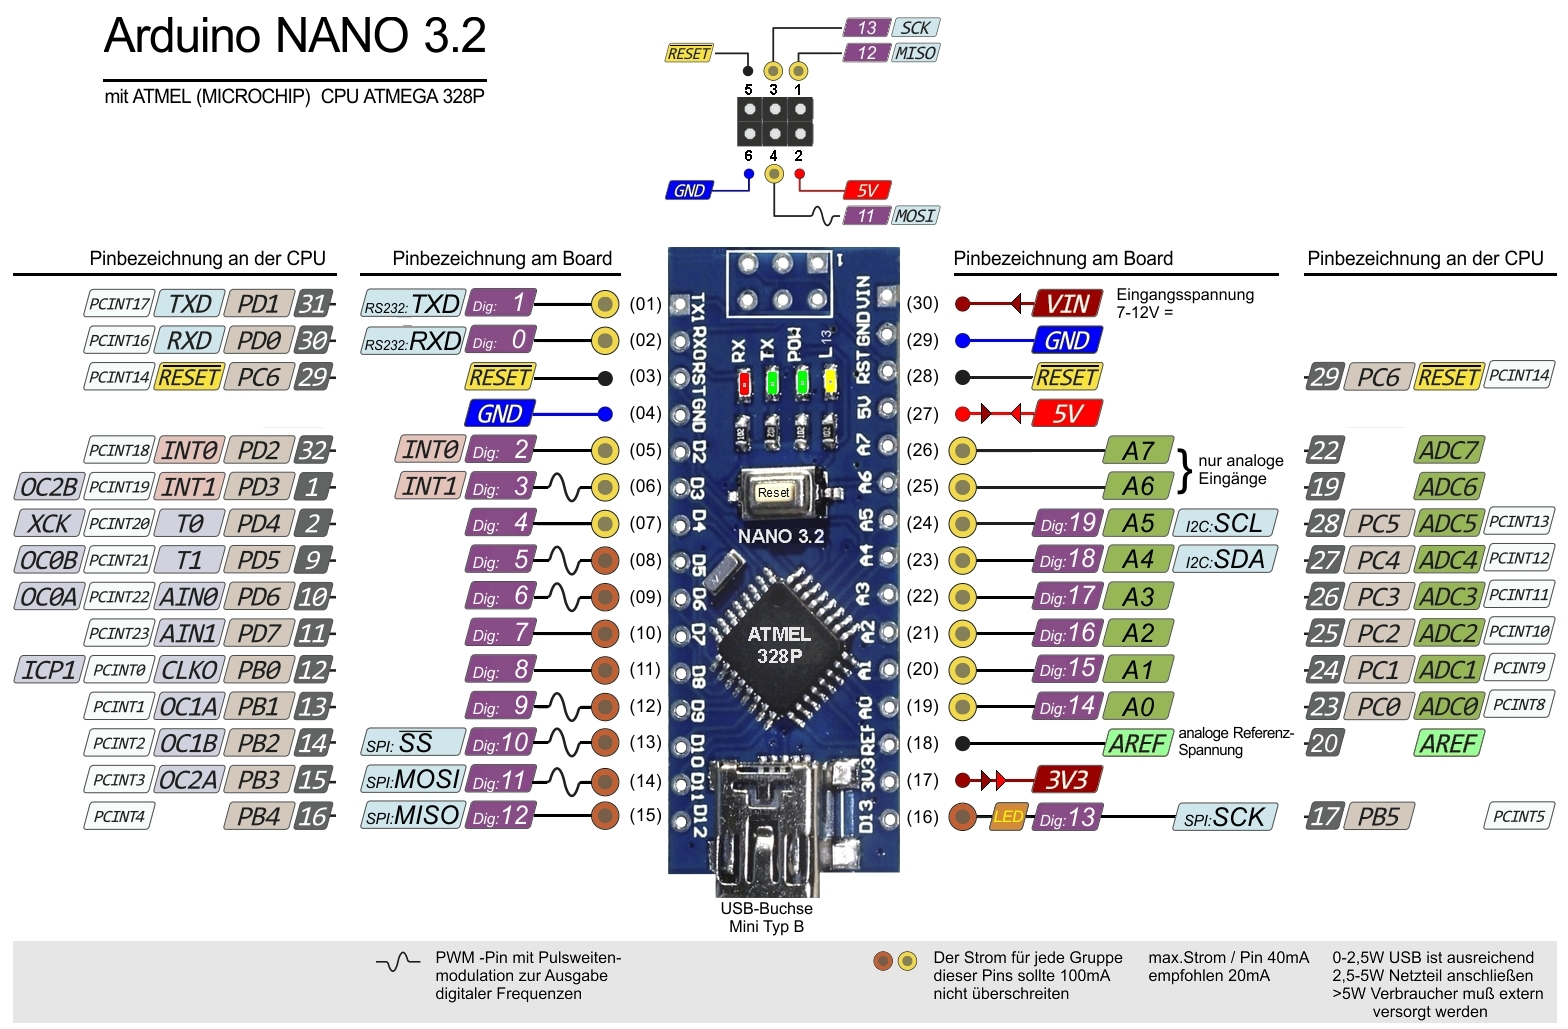 Arduino NANO 3.2
mit ATMEL (MICROCHIP) CPU ATMEGA 328P
13 SCK
RESET 12 MISO
5 3 1
6 4 2
GND 5V
11 MOSI
Pinbezeichnung an der CPU Pinbezeichnung am Board Pinbezeichnung am Board Pinbezeichnung an der CPU
PCINT17 TXD PD1 31 RS232: TXD Dig: 1 (01) (30) VIN Eingangsspannung
7-12V =
PCINT16 RXD PD0 30 RS232: RXD Dig: 0 (02) (29) GND
PCINT14 RESET PC6 29 RESET (03) (28) RESET 29 PC6 RESET PCINT14
GND (04) (27) 5V
PCINT18 INT0 PD2 32 INT0 Dig: 2 (05) (26) A7 22 ADC7
nur analoge
Eingänge
OC2B PCINT19 INT1 PD3 1 INT1 Dig: 3 (06) (25) A6 19 ADC6
XCK PCINT20 T0 PD4 2 Dig: 4 (07) (24) Dig: 19 A5 I2C: SCL 28 PC5 ADC5 PCINT13
OC0B PCINT21 T1 PD5 9 Dig: 5 (08) (23) Dig: 18 A4 I2C: SDA 27 PC4 ADC4 PCINT12
OC0A PCINT22 AIN0 PD6 10 Dig: 6 (09) (22) Dig: 17 A3 26 PC3 ADC3 PCINT11
PCINT23 AIN1 PD7 11 Dig: 7 (10) (21) Dig: 16 A2 25 PC2 ADC2 PCINT10
ICP1 PCINT0 CLKO PB0 12 Dig: 8 (11) (20) Dig: 15 A1 24 PC1 ADC1 PCINT9
PCINT1 OC1A PB1 13 Dig: 9 (12) (19) Dig: 14 A0 23 PC0 ADC0 PCINT8
PCINT2 OC1B PB2 14 SPI: SS Dig: 10 (13) (18) AREF analoge Referenz-
Spannung
20 AREF
PCINT3 OC2A PB3 15 SPI: MOSI Dig: 11 (14) (17) 3V3
PCINT4 PB4 16 SPI: MISO Dig: 12 (15) (16) LED Dig: 13 SPI: SCK 17 PB5 PCINT5
1
TX1 RX0 RST GND D2 D3 D4 D5 D6 D7 D8 D9 D10 D11 D12
VIN GND RST 5V A7 A6 A5 A4 A3 A2 A1 A0 REF 3V3 D13
RX TX POW L 13
Reset
NANO 3.2
ATMEL
328P
USB-Buchse
Mini Typ B
PWM -Pin mit Pulsweiten-
modulation zur Ausgabe
digitaler Frequenzen
Der Strom für jede Gruppe
dieser Pins sollte 100mA
nicht überschreiten
max.Strom / Pin 40mA
empfohlen 20mA
0-2,5W USB ist ausreichend
2,5-5W Netzteil anschließen
>5W Verbraucher muß extern
versorgt werden